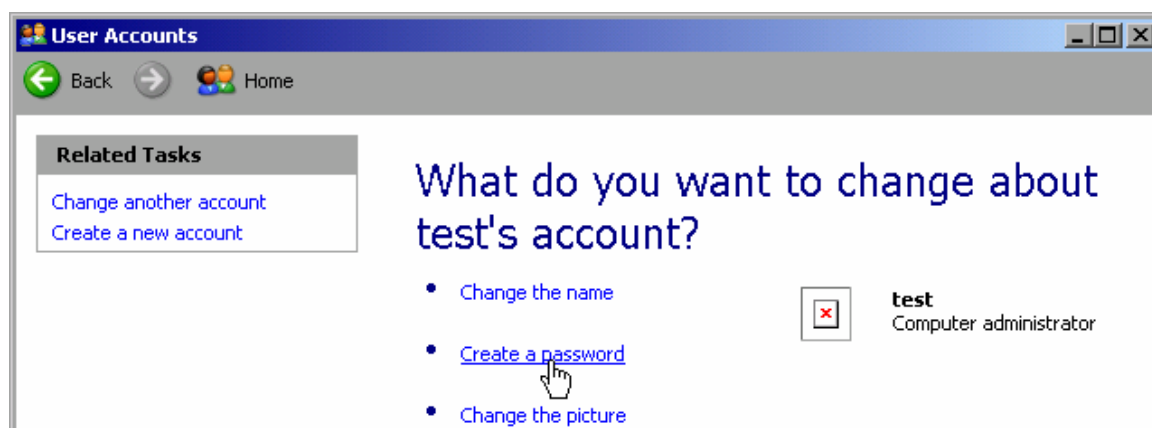 User Accounts
Back Home
Related Tasks
Change another account
Create a new account
What do you want to change about
test's account?
Change the name
test
Computer administrator
Create a password
Change the picture